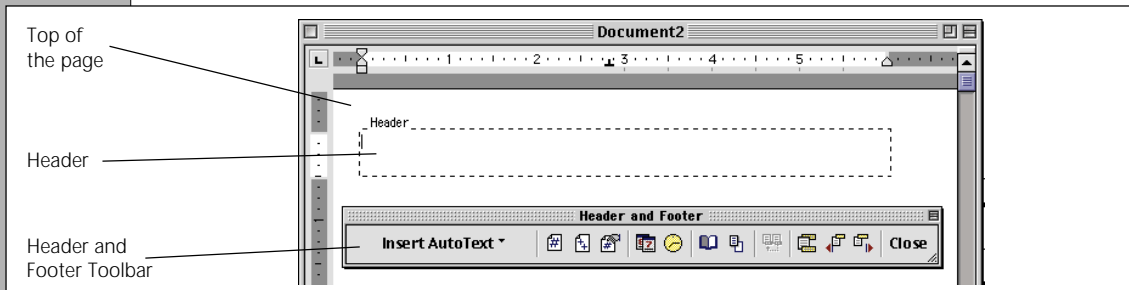 Top of
the page
Document2
L
1 2 3 4 5
Header
Header
Header and Footer
Header and
Footer Toolbar
Insert AutoText
Close